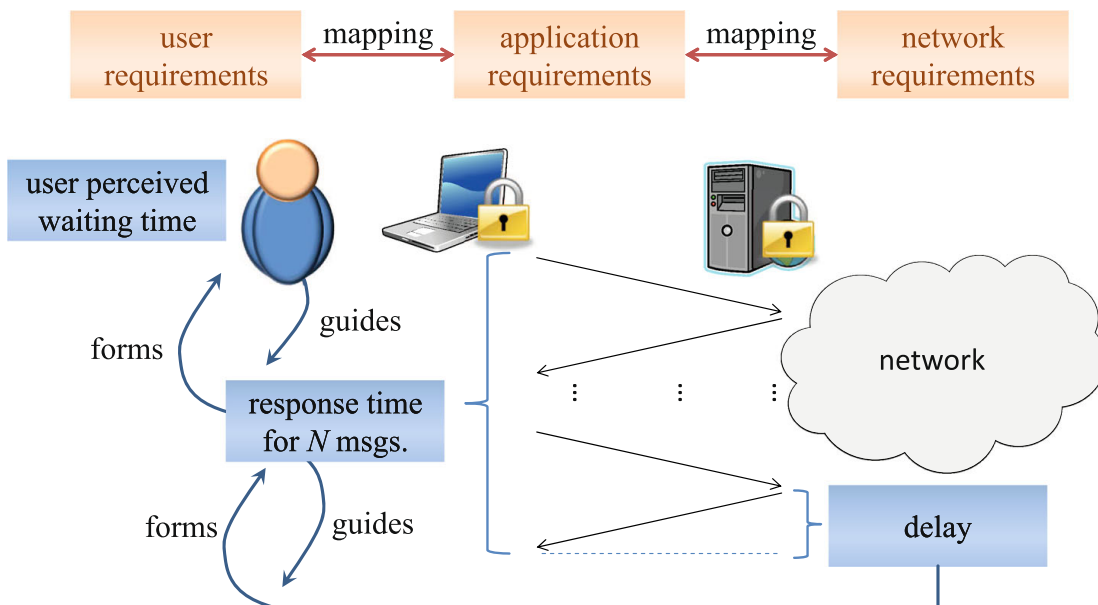 user
requirements
mapping
application
requirements
mapping
network
requirements
user perceived
waiting time
guides
forms
network
response time
for N msgs.
forms
guides
delay